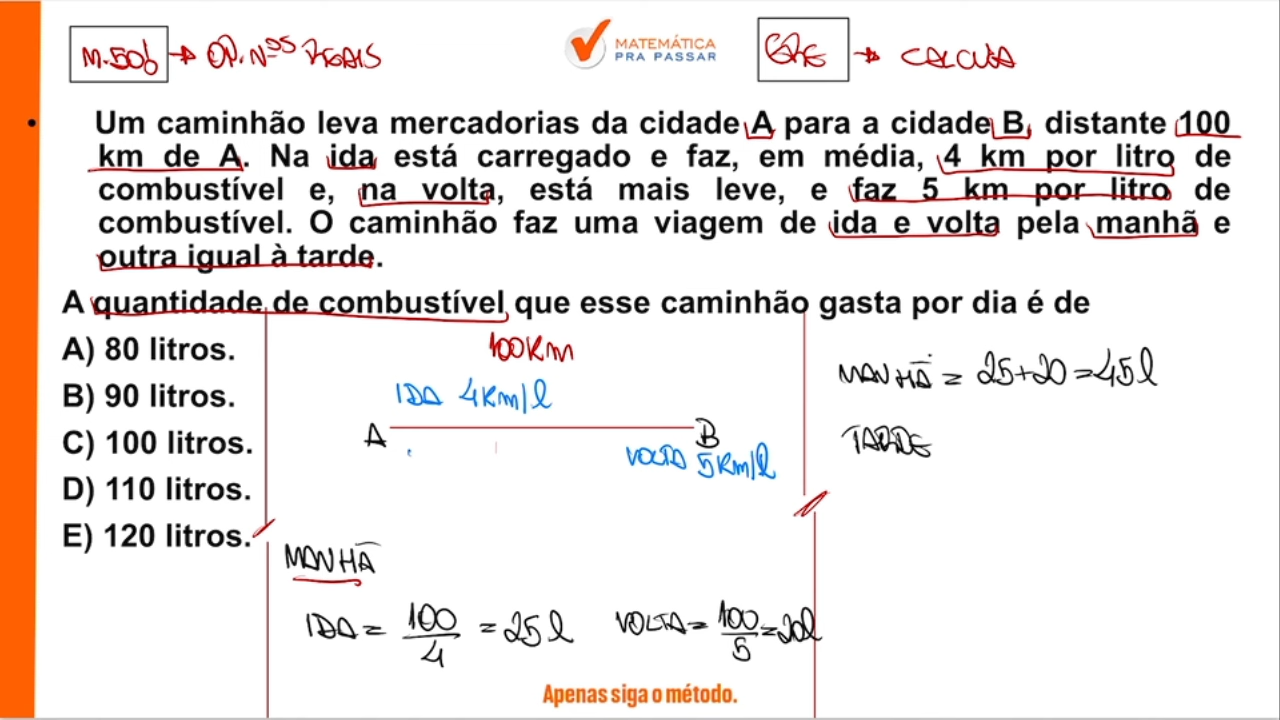 M.50% → OP. Nºs REAIS
MATEMÁTICA
PRA PASSAR
→ CALCULA
• Um caminhão leva mercadorias da cidade A para a cidade B, distante 100
km de A. Na ida está carregado e faz, em média, 4 km por litro de
combustível e, na volta, está mais leve, e faz 5 km por litro de
combustível. O caminhão faz uma viagem de ida e volta pela manhã e
outra igual à tarde.
A quantidade de combustível que esse caminhão gasta por dia é de
A) 80 litros.
B) 90 litros.
C) 100 litros.
D) 110 litros.
E) 120 litros.
100Km
IDA 4Km/l
A B
VOLTA 5Km/l
MANHÃ
IDA = 100/4 = 25 l VOLTA = 100/5 = 20l
MANHÃ = 25+20 = 45 l
TARDE
Apenas siga o método.